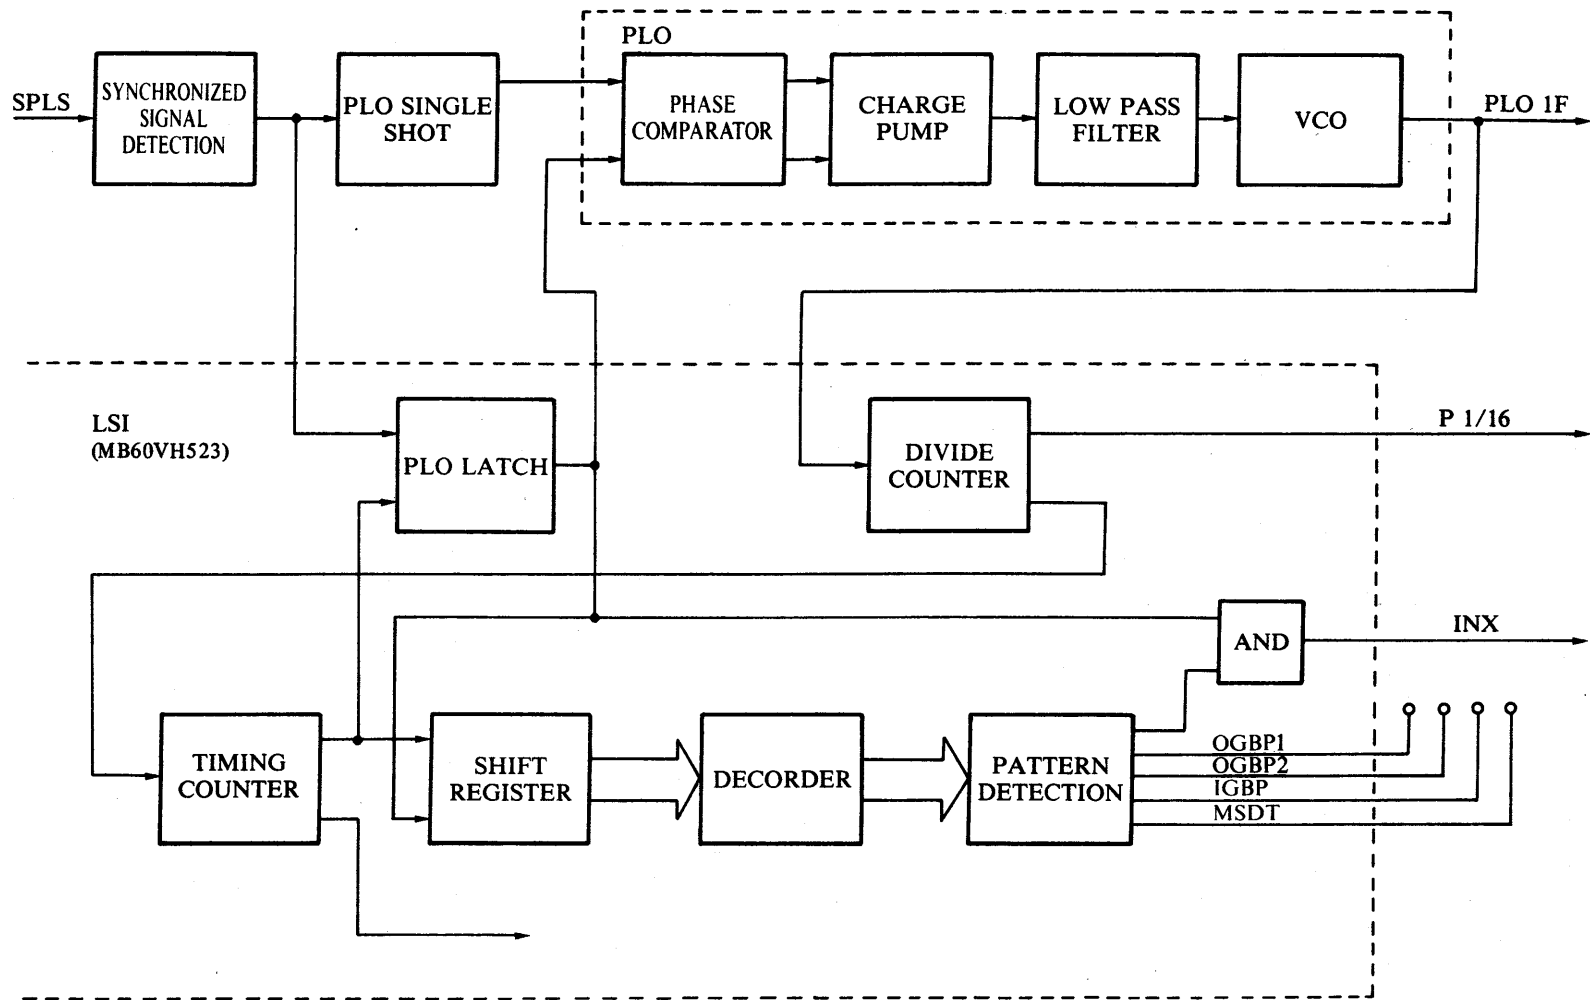 PLO
SPLS
SYNCHRONIZED
SIGNAL
DETECTION
PLO SINGLE
SHOT
PHASE
COMPARATOR
CHARGE
PUMP
LOW PASS
FILTER
VCO
PLO 1F
LSI
(MB60VH523)
PLO LATCH
DIVIDE
COUNTER
P 1/16
AND
INX
TIMING
COUNTER
SHIFT
REGISTER
DECORDER
PATTERN
DETECTION
OGBP1
OGBP2
IGBP
MSDT